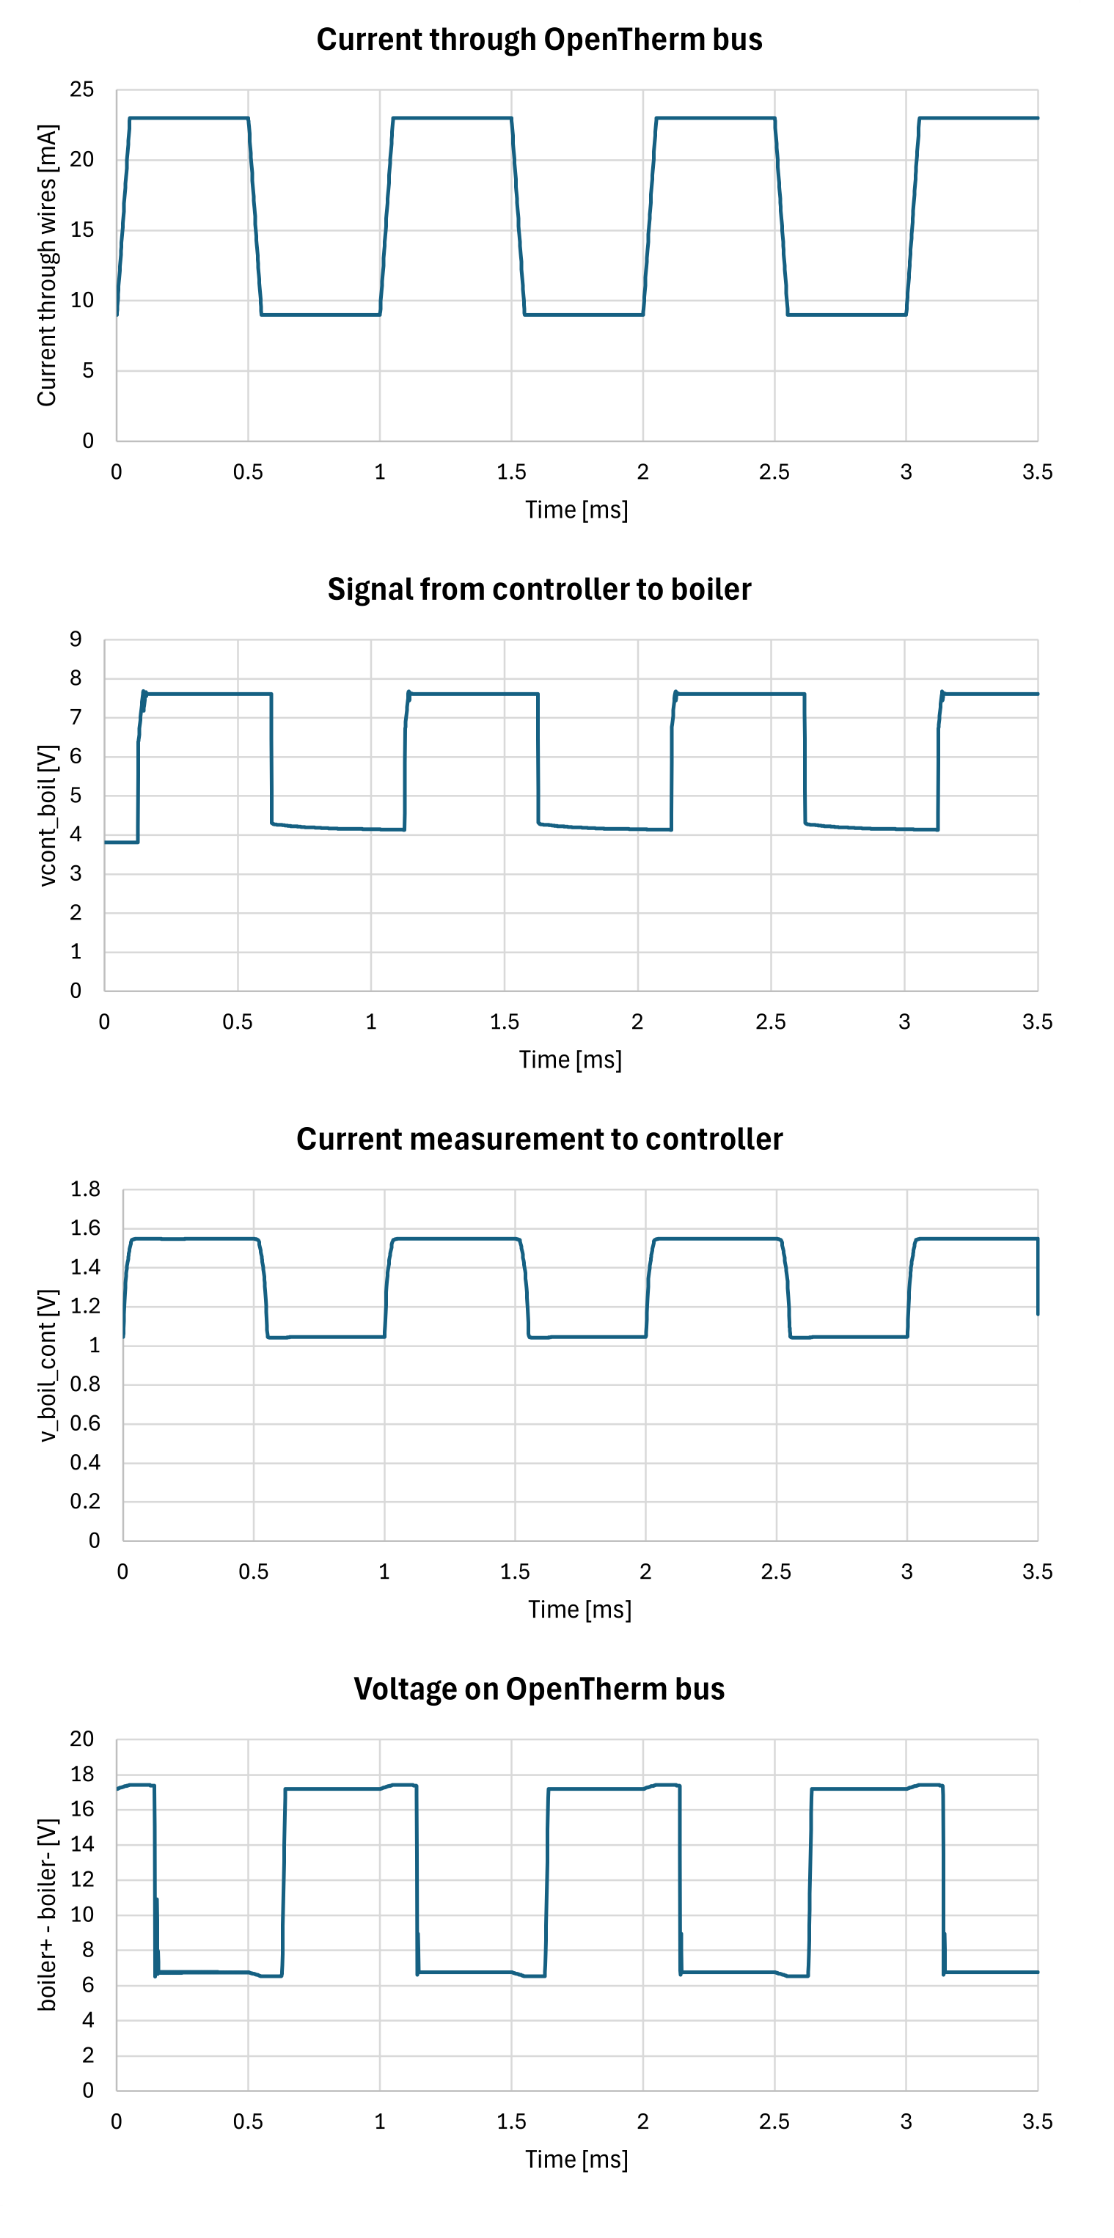 Current through OpenTherm bus
Current through wires [mA]
25
20
15
10
5
0
0 0.5 1 1.5 2 2.5 3 3.5
Time [ms]
Signal from controller to boiler
vcont_boil [V]
9
8
7
6
5
4
3
2
1
0
0 0.5 1 1.5 2 2.5 3 3.5
Time [ms]
Current measurement to controller
v_boil_cont [V]
1.8
1.6
1.4
1.2
1
0.8
0.6
0.4
0.2
0
0 0.5 1 1.5 2 2.5 3 3.5
Time [ms]
Voltage on OpenTherm bus
boiler+ - boiler- [V]
20
18
16
14
12
10
8
6
4
2
0
0 0.5 1 1.5 2 2.5 3 3.5
Time [ms]